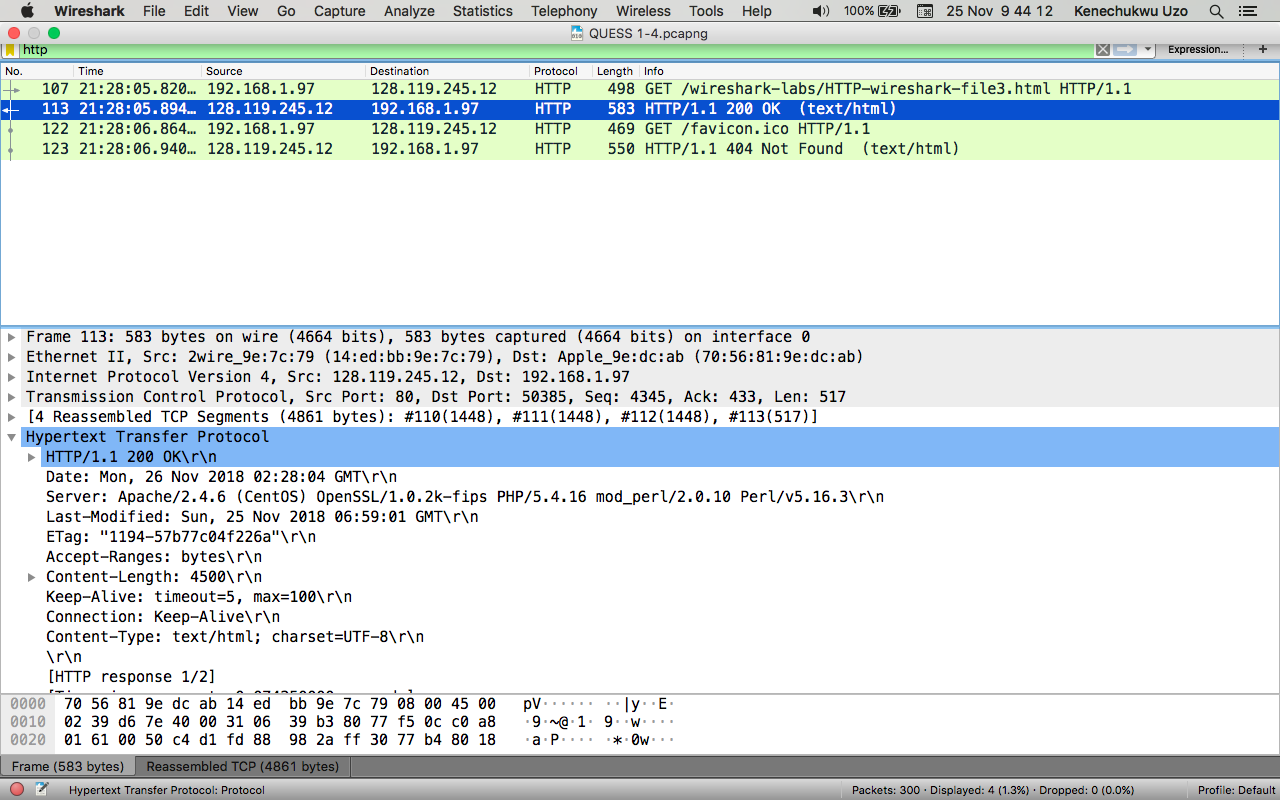 Wireshark File Edit View Go Capture Analyze Statistics Telephony Wireless Tools Help 100% 25 Nov 9 44 12 Kenechukwu Uzo
QUESS 1-4.pcapng
http Expression... +
No. Time Source Destination Protocol Length Info
107 21:28:05.820… 192.168.1.97 128.119.245.12 HTTP 498 GET /wireshark-labs/HTTP-wireshark-file3.html HTTP/1.1
113 21:28:05.894… 128.119.245.12 192.168.1.97 HTTP 583 HTTP/1.1 200 OK (text/html)
122 21:28:06.864… 192.168.1.97 128.119.245.12 HTTP 469 GET /favicon.ico HTTP/1.1
123 21:28:06.940… 128.119.245.12 192.168.1.97 HTTP 550 HTTP/1.1 404 Not Found (text/html)
Frame 113: 583 bytes on wire (4664 bits), 583 bytes captured (4664 bits) on interface 0
Ethernet II, Src: 2wire_9e:7c:79 (14:ed:bb:9e:7c:79), Dst: Apple_9e:dc:ab (70:56:81:9e:dc:ab)
Internet Protocol Version 4, Src: 128.119.245.12, Dst: 192.168.1.97
Transmission Control Protocol, Src Port: 80, Dst Port: 50385, Seq: 4345, Ack: 433, Len: 517
[4 Reassembled TCP Segments (4861 bytes): #110(1448), #111(1448), #112(1448), #113(517)]
Hypertext Transfer Protocol
HTTP/1.1 200 OK\r\n
Date: Mon, 26 Nov 2018 02:28:04 GMT\r\n
Server: Apache/2.4.6 (CentOS) OpenSSL/1.0.2k-fips PHP/5.4.16 mod_perl/2.0.10 Perl/v5.16.3\r\n
Last-Modified: Sun, 25 Nov 2018 06:59:01 GMT\r\n
ETag: "1194-57b77c04f226a"\r\n
Accept-Ranges: bytes\r\n
Content-Length: 4500\r\n
Keep-Alive: timeout=5, max=100\r\n
Connection: Keep-Alive\r\n
Content-Type: text/html; charset=UTF-8\r\n
\r\n
[HTTP response 1/2]
0000 70 56 81 9e dc ab 14 ed bb 9e 7c 79 08 00 45 00 pV······ ··|y··E·
0010 02 39 d6 7e 40 00 31 06 39 b3 80 77 f5 0c c0 a8 ·9·~@·1· 9··w····
0020 01 61 00 50 c4 d1 fd 88 98 2a ff 30 77 b4 80 18 ·a·P···· ·*·0w···
Frame (583 bytes) Reassembled TCP (4861 bytes)
Hypertext Transfer Protocol: Protocol Packets: 300 · Displayed: 4 (1.3%) · Dropped: 0 (0.0%) Profile: Default